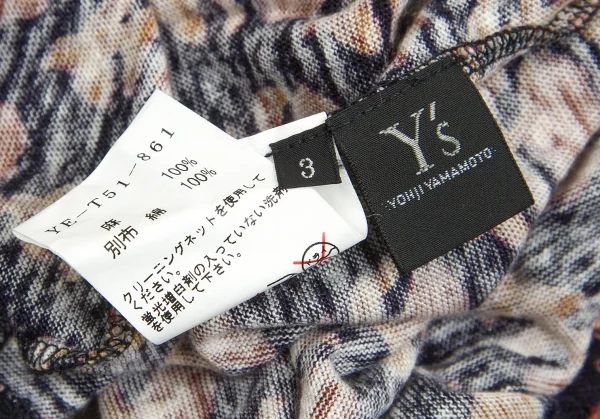 YE-T51-861
麻 100%
別布 綿 100%
クリーニングネットを使用して
ください。
蛍光増白剤の入っていない洗剤
を使用して下さい。
3
Y's
YOHJI YAMAMOTO